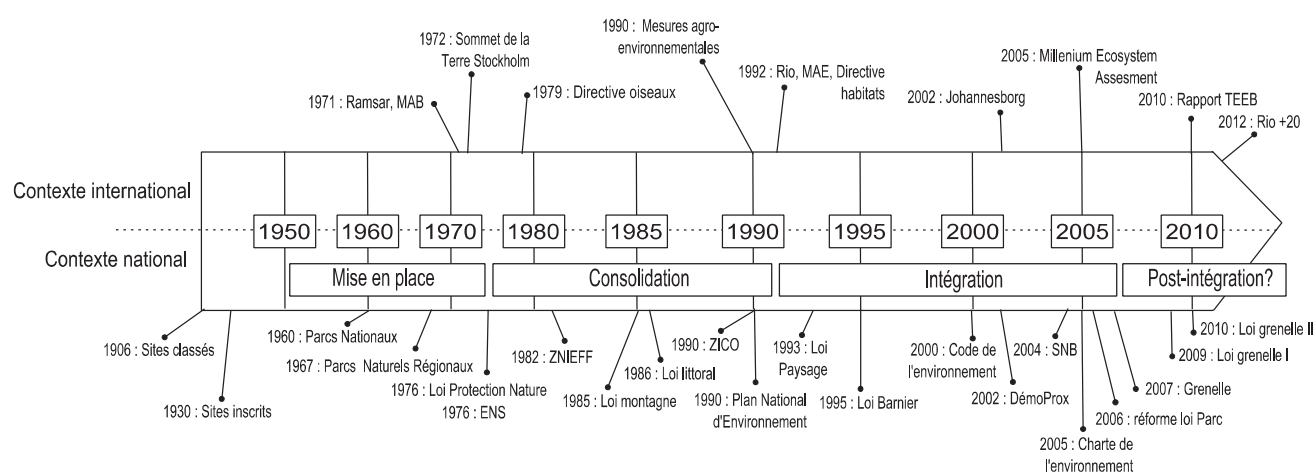 1972 : Sommet de la
Terre Stockholm
1990 : Mesures agro-
environnementales
1971 : Ramsar, MAB
1979 : Directive oiseaux
1992 : Rio, MAE, Directive
habitats
2002 : Johannesborg
2005 : Millenium Ecosystem
Assesment
2010 : Rapport TEEB
2012 : Rio +20
Contexte international
1950
1960
1970
1980
1985
1990
1995
2000
2005
2010
Contexte national
Mise en place
Consolidation
Intégration
Post-intégration?
1906 : Sites classés
1930 : Sites inscrits
1960 : Parcs Nationaux
1967 : Parcs Naturels Régionaux
1976 : Loi Protection Nature
1976 : ENS
1982 : ZNIEFF
1985 : Loi montagne
1986 : Loi littoral
1990 : ZICO
1990 : Plan National
d'Environnement
1993 : Loi
Paysage
1995 : Loi Barnier
2000 : Code de
l'environnement
2002 : DémoProx
2004 : SNB
2005 : Charte de
l'environnement
2006 : réforme loi Parc
2007 : Grenelle
2009 : Loi grenelle I
2010 : Loi grenelle II